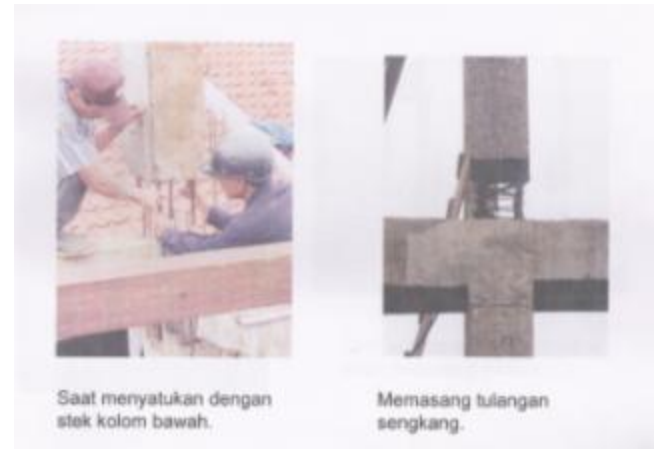 Saat menyatukan dengan
stek kolom bawah.
Memasang tulangan
sengkang.